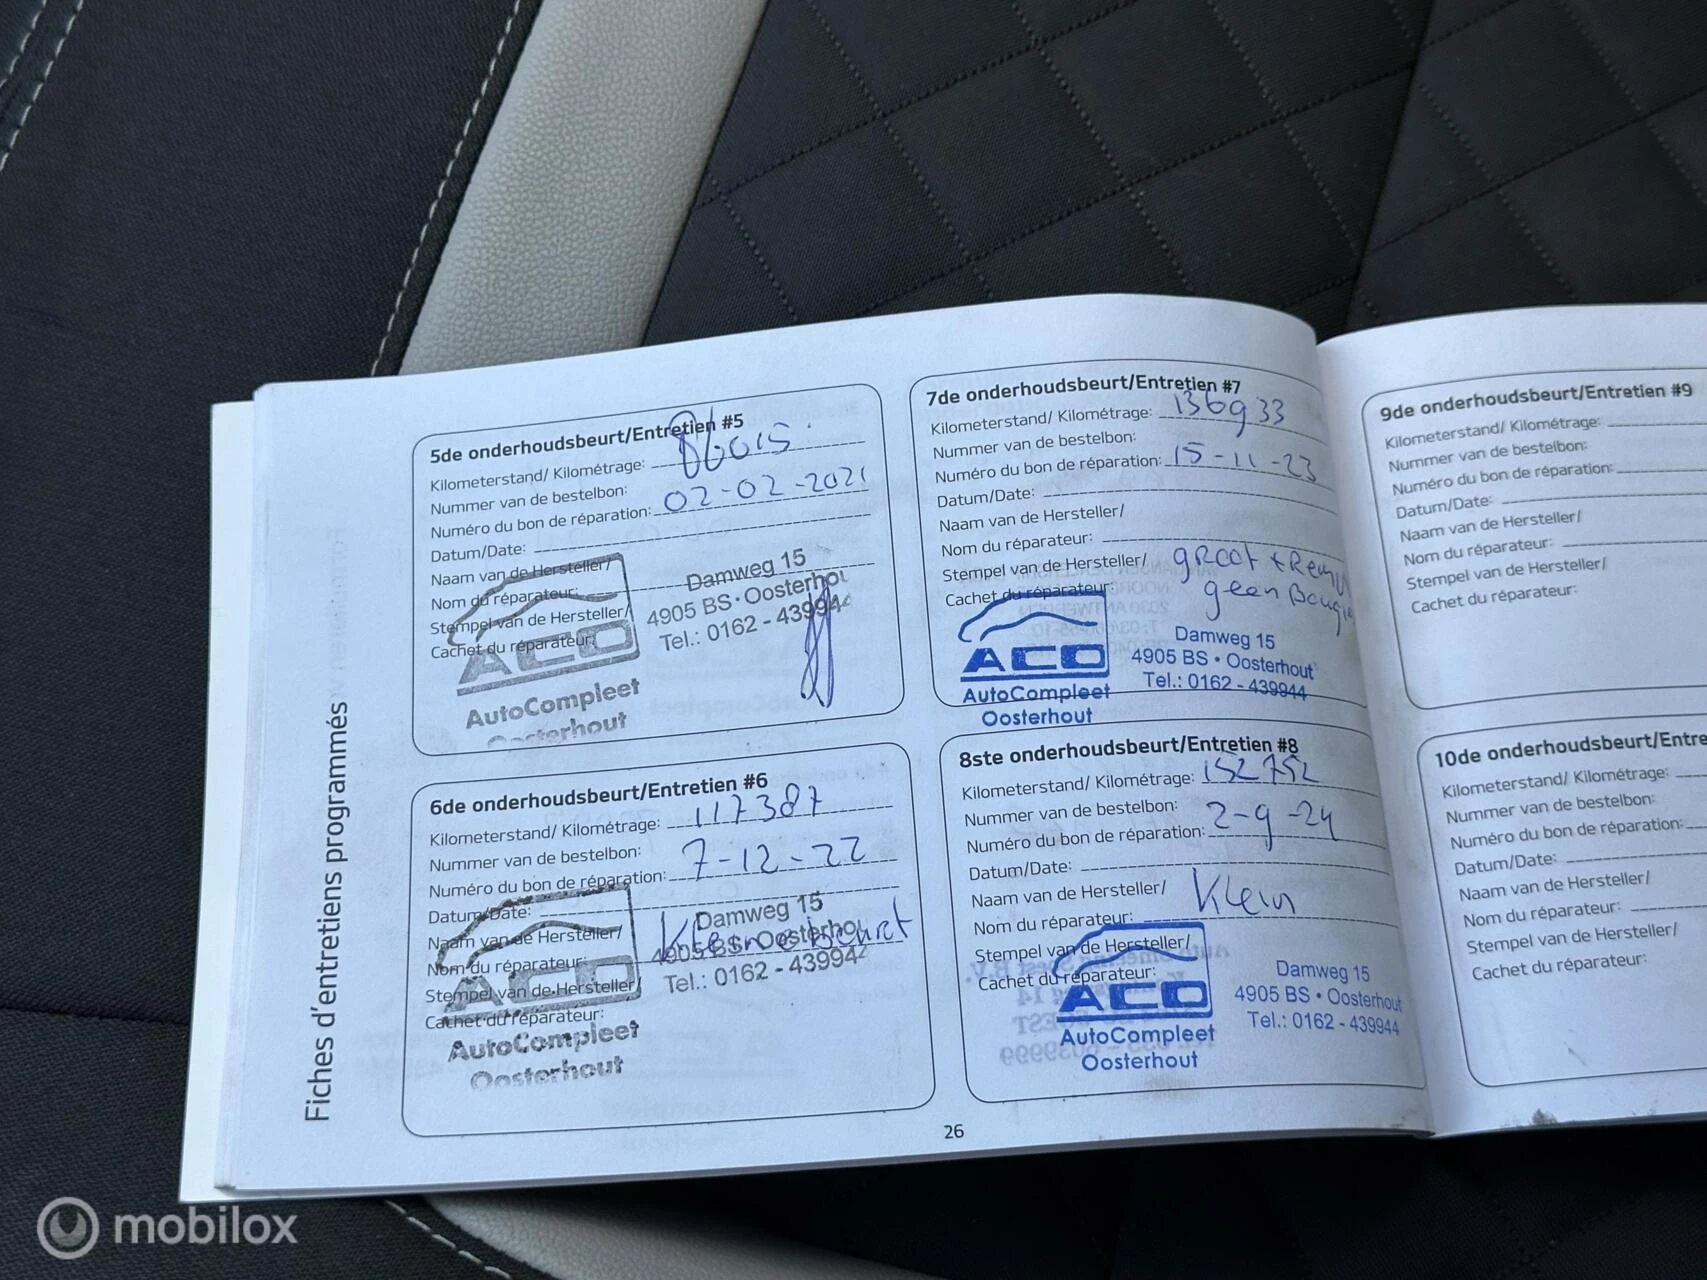 Fiches d'entretiens programmés
5de onderhoudsbeurt/Entretien #5
Kilometerstand/ Kilométrage: 86015
Nummer van de bestelbon:
Numéro du bon de réparation: 02-02-2021
Datum/Date:
Naam van de Hersteller/
Nom du réparateur:
Stempel van de Hersteller/
Cachet du réparateur:
Damweg 15
4905 BS • Oosterhou
Tel.: 0162 - 439944
ACO
AutoCompleet
Oosterhout
6de onderhoudsbeurt/Entretien #6
Kilometerstand/ Kilométrage: 117387
Nummer van de bestelbon:
Numéro du bon de réparation: 7-12-22
Datum/Date:
Naam van de Hersteller/
Nom du réparateur:
Stempel van de Hersteller/
Cachet du réparateur:
Damweg 15
4905 BS • Oosterhou
Tel.: 0162 - 439944
ACO
AutoCompleet
Oosterhout
7de onderhoudsbeurt/Entretien #7
Kilometerstand/ Kilométrage: 136933
Nummer van de bestelbon:
Numéro du bon de réparation: 15-11-23
Datum/Date:
Naam van de Hersteller/
Nom du réparateur:
Stempel van de Hersteller/ groot +
Cachet du réparateur: geen
ACO
AutoCompleet
Oosterhout
Damweg 15
4905 BS • Oosterhout
Tel.: 0162 - 439944
8ste onderhoudsbeurt/Entretien #8
Kilometerstand/ Kilométrage: 152752
Nummer van de bestelbon:
Numéro du bon de réparation: 2-9-24
Datum/Date:
Naam van de Hersteller/ Klein
Nom du réparateur:
Stempel van de Hersteller/
Cachet du réparateur:
ACO
AutoCompleet
Oosterhout
Damweg 15
4905 BS • Oosterhout
Tel.: 0162 - 439944
26
9de onderhoudsbeurt/Entretien #9
Kilometerstand/ Kilométrage:
Nummer van de bestelbon:
Numéro du bon de réparation:
Datum/Date:
Naam van de Hersteller/
Nom du réparateur:
Stempel van de Hersteller/
Cachet du réparateur:
10de onderhoudsbeurt/Entre
Kilometerstand/ Kilométrage:
Nummer van de bestelbon:
Numéro du bon de réparation:
Datum/Date:
Naam van de Hersteller/
Nom du réparateur:
Stempel van de Hersteller/
Cachet du réparateur:
mobilox